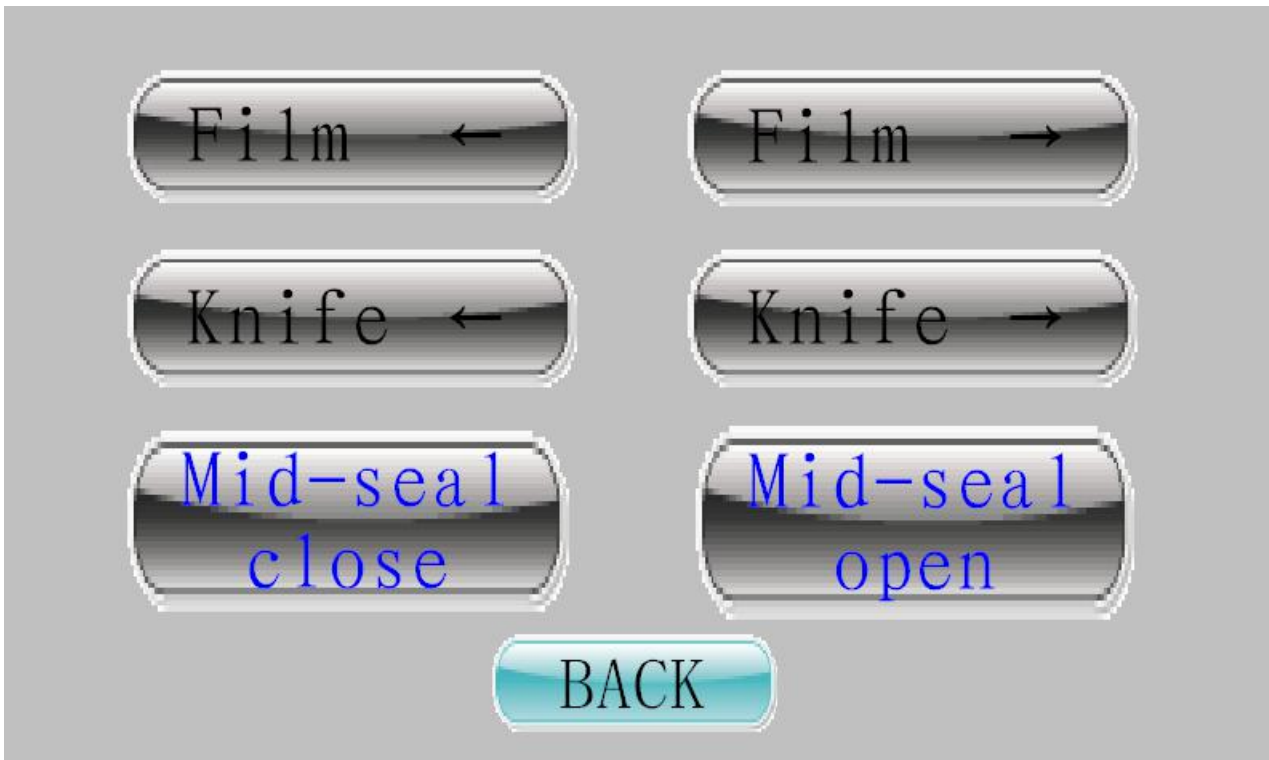 Film ←
Film →
Knife ←
Knife →
Mid-seal
close
Mid-seal
open
BACK